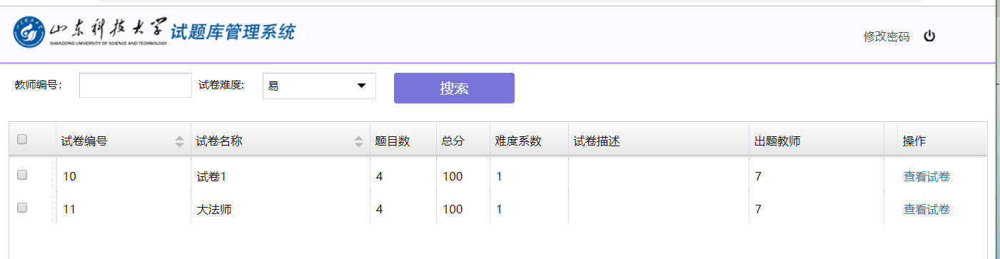 山东科技大学 试题库管理系统
SHANDONG UNIVERSITY OF SCIENCE AND TECHNOLOGY
修改密码
教师编号: 试卷难度: 易 搜索
试卷编号 试卷名称 题目数 总分 难度系数 试卷描述 出题教师 操作
10 试卷1 4 100 1 7 查看试卷
11 大法师 4 100 1 7 查看试卷